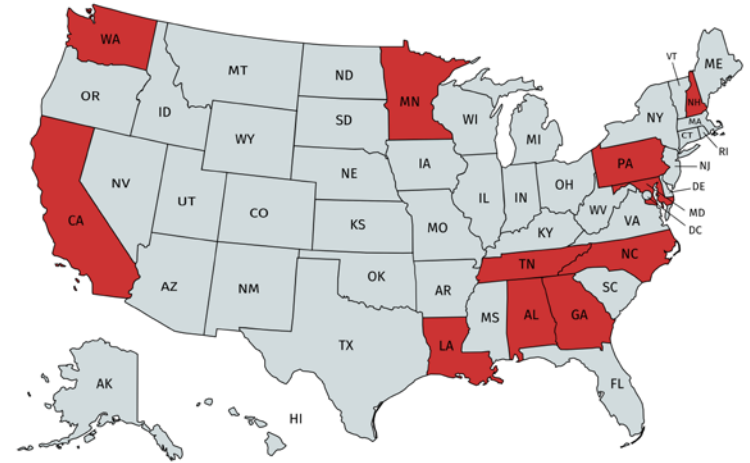 WA
MT
ND
MN
VT
ME
OR
ID
SD
WI
MI
NY
NH
MA
CT
RI
WY
IA
PA
NJ
NE
NV
UT
CO
IL
IN
OH
DE
CA
KS
MO
KY
WV
VA
MD
DC
AZ
NM
OK
TN
NC
AR
SC
TX
MS
AL
GA
LA
AK
HI
FL